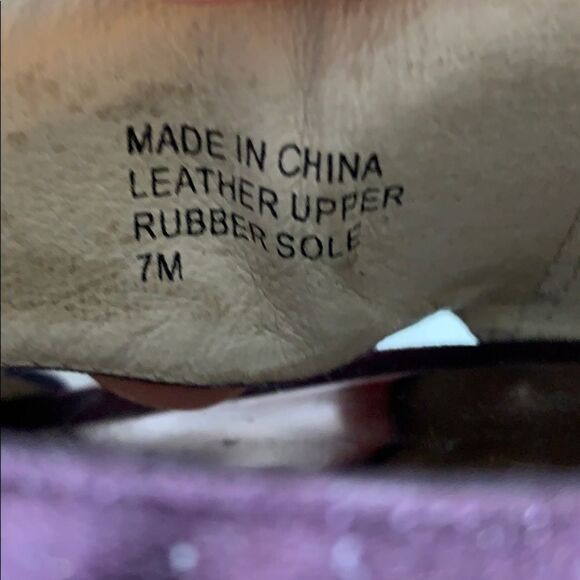 MADE IN CHINA
LEATHER UPPER
RUBBER SOLE
7M